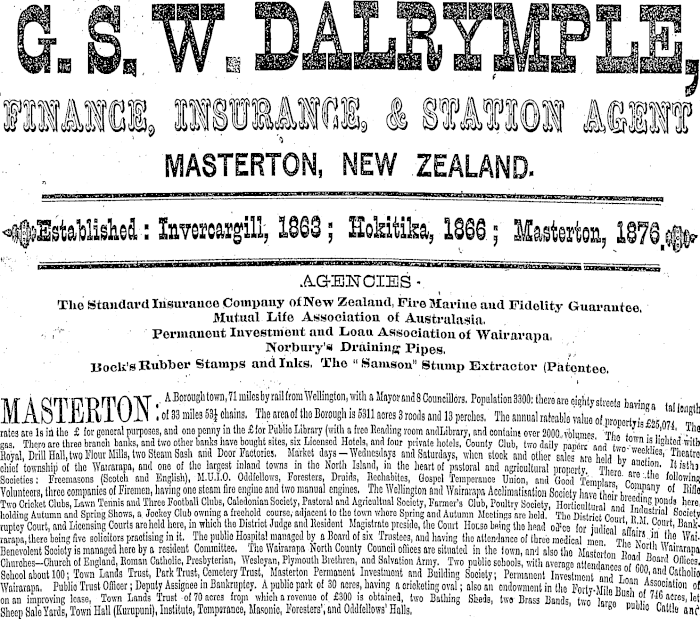 G. S. W. DALRYMPLE,
FINANCE, INSURANCE, & STATION AGENT
MASTERTON, NEW ZEALAND.
Established : Invercargill, 1863 ; Hokitika, 1866 ; Masterton, 1876.
AGENCIES
The Standard Insurance Company of New Zealand, Fire Marine and Fidelity Guarantee.
Mutual Life Association of Australasia.
Permanent Investment and Loan Association of Wairarapa.
Norbury's Draining Pipes.
Bock's Rubber Stamps and Inks. The "Samson" Stump Extractor (Patentee.
MASTERTON: A Borough town, 71 miles by rail from Wellington, with a Mayor and 8 Councillors. Population 3300: there are eighty streets having a tal length
of 33 miles 53½ chains. The area of the Borough is 5311 acres 3 roods and 13 perches. The annual rateable value of property is £25,074. The
rates are 1s in the £ for general purposes, and one penny in the £ for Public Library (with a free Reading room and Library, and contains over 2000 volumes. The town is lighted with
gas. There are three branch banks, and two other banks have bought sites, six Licensed Hotels, and four private hotels, County Club, two daily paper and two weeklies, Theatre
Royal, Drill Hall, two Flour Mills, two Steam Sash and Door Factories. Market days — Wednesdays and Saturdays, when stock and other sales are held by auction. It is the
chief township of the Wairarapa, and one of the largest inland towns in the North Island, in the heart of pastoral and agricultural property. There are the following
Societies : Freemasons (Scotch and English), M.U.I.O. Oddfellows, Foresters, Druids, Rechabites, Gospel Temperance Union, and Good Templars, Company of Rifle
Volunteers, three companies of Firemen, having one steam fire engine and two manual engines. The Wellington and Wairarapa Acclimatisation Society have their breeding ponds here.
Two Cricket Clubs, Lawn Tennis and Three Football Clubs, Caledonian Society, Pastoral and Agricultural Society, Farmer's Club, Poultry Society, Horticultural and Industrial Society
holding Autumn and Spring Shows, a Jockey Club owning a freehold course, adjacent to the town where Spring and Autumn Meetings are held. The District Court, R.M. Court, Bank-
ruptcy Court, and Licensing Courts are held here, in which the District Judge and Resident Magistrate preside, the Court House being the head of ce for judical affairs in the Wai-
rarapa, there being five solicitors practising in it. The public Hospital managed by a Board of six Trustees, and having the attendance of three medical men. The North Wairarapa
Benevolent Society is managed here by a resident Committee. The Wairarapa North County Council offices are situated in the town, and also the Masterton Road Board Offices.
Churches—Church of England, Roman Catholic, Presbyterian, Wesleyan, Plymouth Brethren, and Salvation Army. Two public schools, with average attendances of 600, and Catholic
School about 100 ; Town Lands Trust, Park Trust, Cemetery Trust, Masterton Permanent Investment and Building Society ; Permanent Investment and Loan Association of
Wairarapa. Public Trust Officer ; Deputy Assignee in Bankruptcy. A public park of 30 acres, having a cricketing oval ; also an endowment in the Forty-Mile Bush of 746 acres, let
on an improving lease, Town Lands Trust of 70 acres from which a revenue of £300 is obtained, two Bathing Sheds, two Brass Bands, two large public Cattle and
Sheep Sale Yards, Town Hall (Kurupuni), Institute, Temperance, Masonic, Foresters', and Oddfellows' Halls.